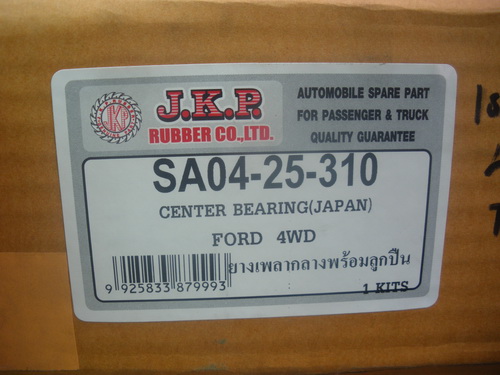 J.K.P.
RUBBER CO.,LTD.
JKP
AUTOMOBILE SPARE PART
FOR PASSENGER & TRUCK
QUALITY GUARANTEE
SA04-25-310
CENTER BEARING(JAPAN)
FORD 4WD
ยางเพลากลางพร้อมลูกปืน
9 925833 879993
1 KITS